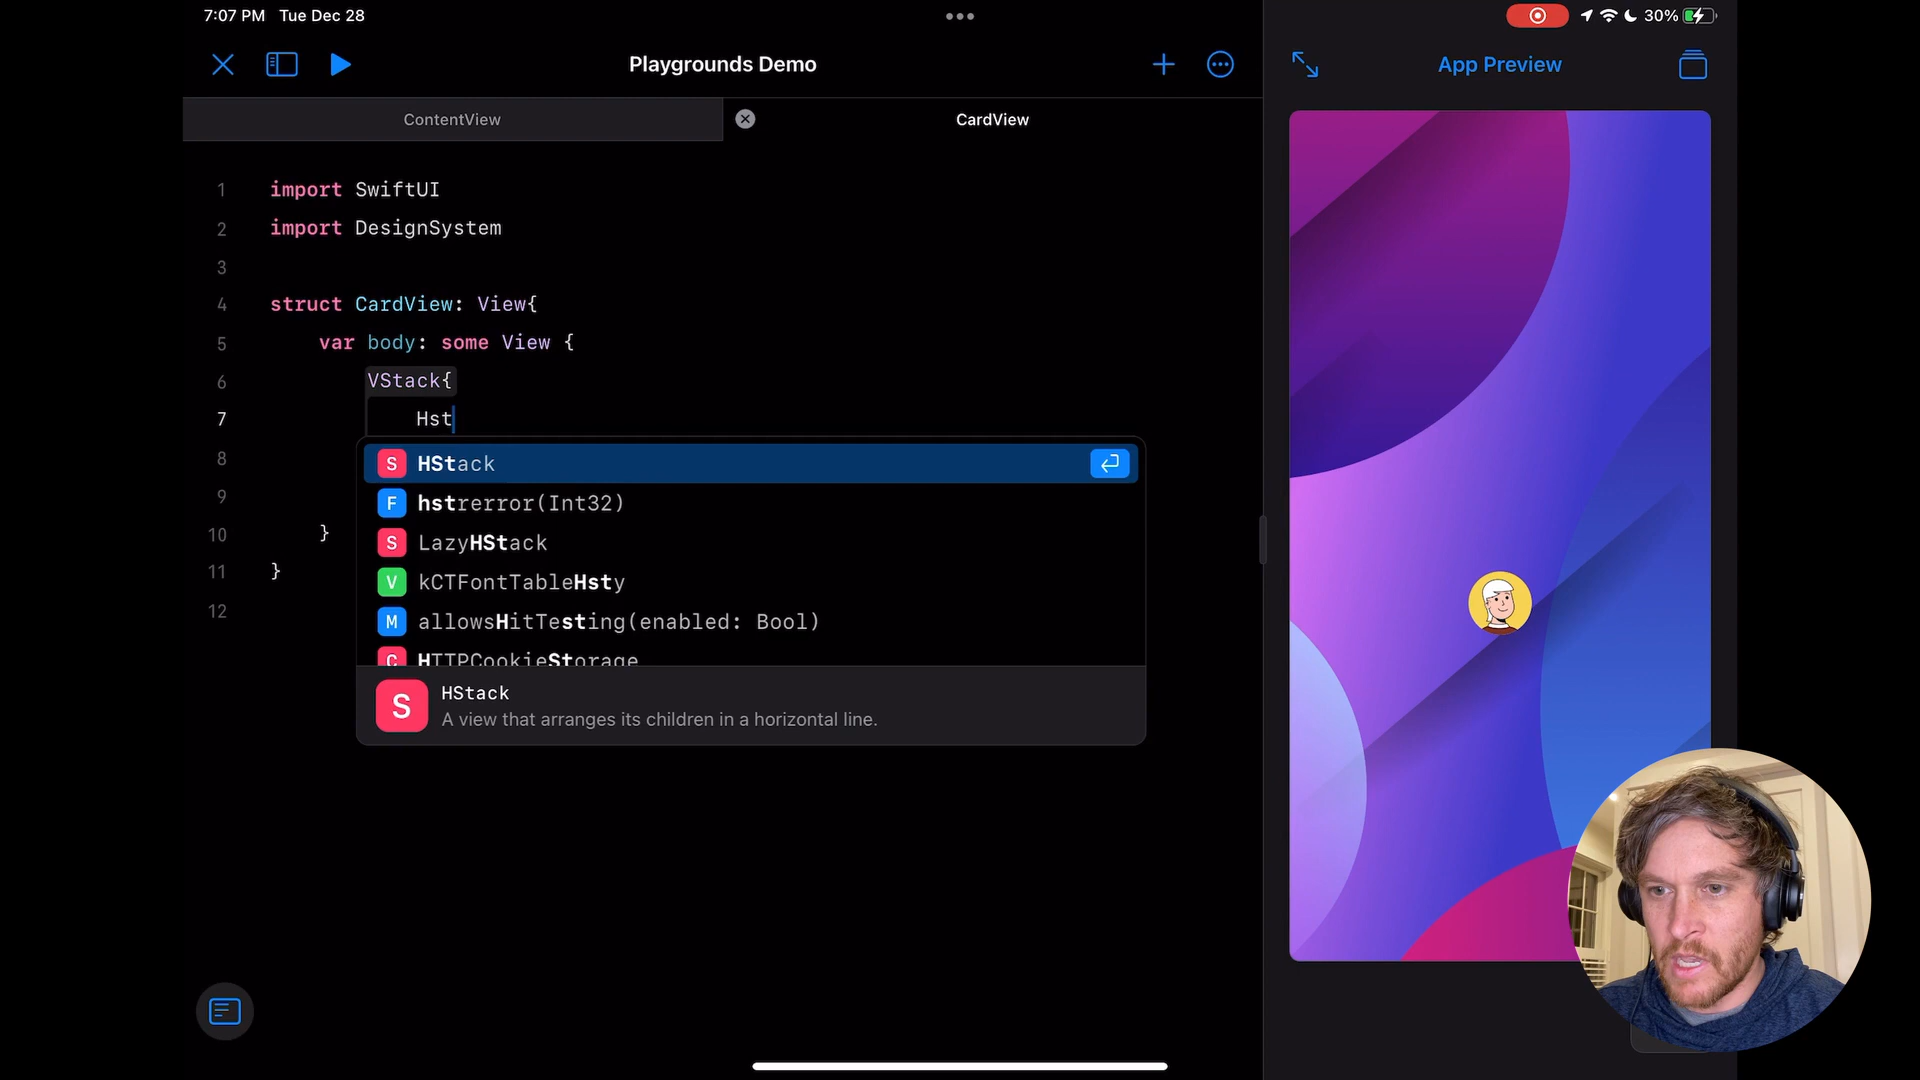 7:07 PM Tue Dec 28
30%
Playgrounds Demo
App Preview
ContentView
CardView
1 import SwiftUI
2 import DesignSystem
3
4 struct CardView: View{
5 var body: some View {
6 VStack{
7 Hst
8
9
10 }
11 }
12
S HStack
F hstrerror(Int32)
S LazyHStack
V kCTFontTableHsty
M allowsHitTesting(enabled: Bool)
C HTTPCookieStorage
S HStack
A view that arranges its children in a horizontal line.